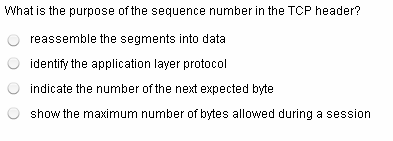 What is the purpose of the sequence number in the TCP header?
reassemble the segments into data
identify the application layer protocol
indicate the number of the next expected byte
show the maximum number of bytes allowed during a session